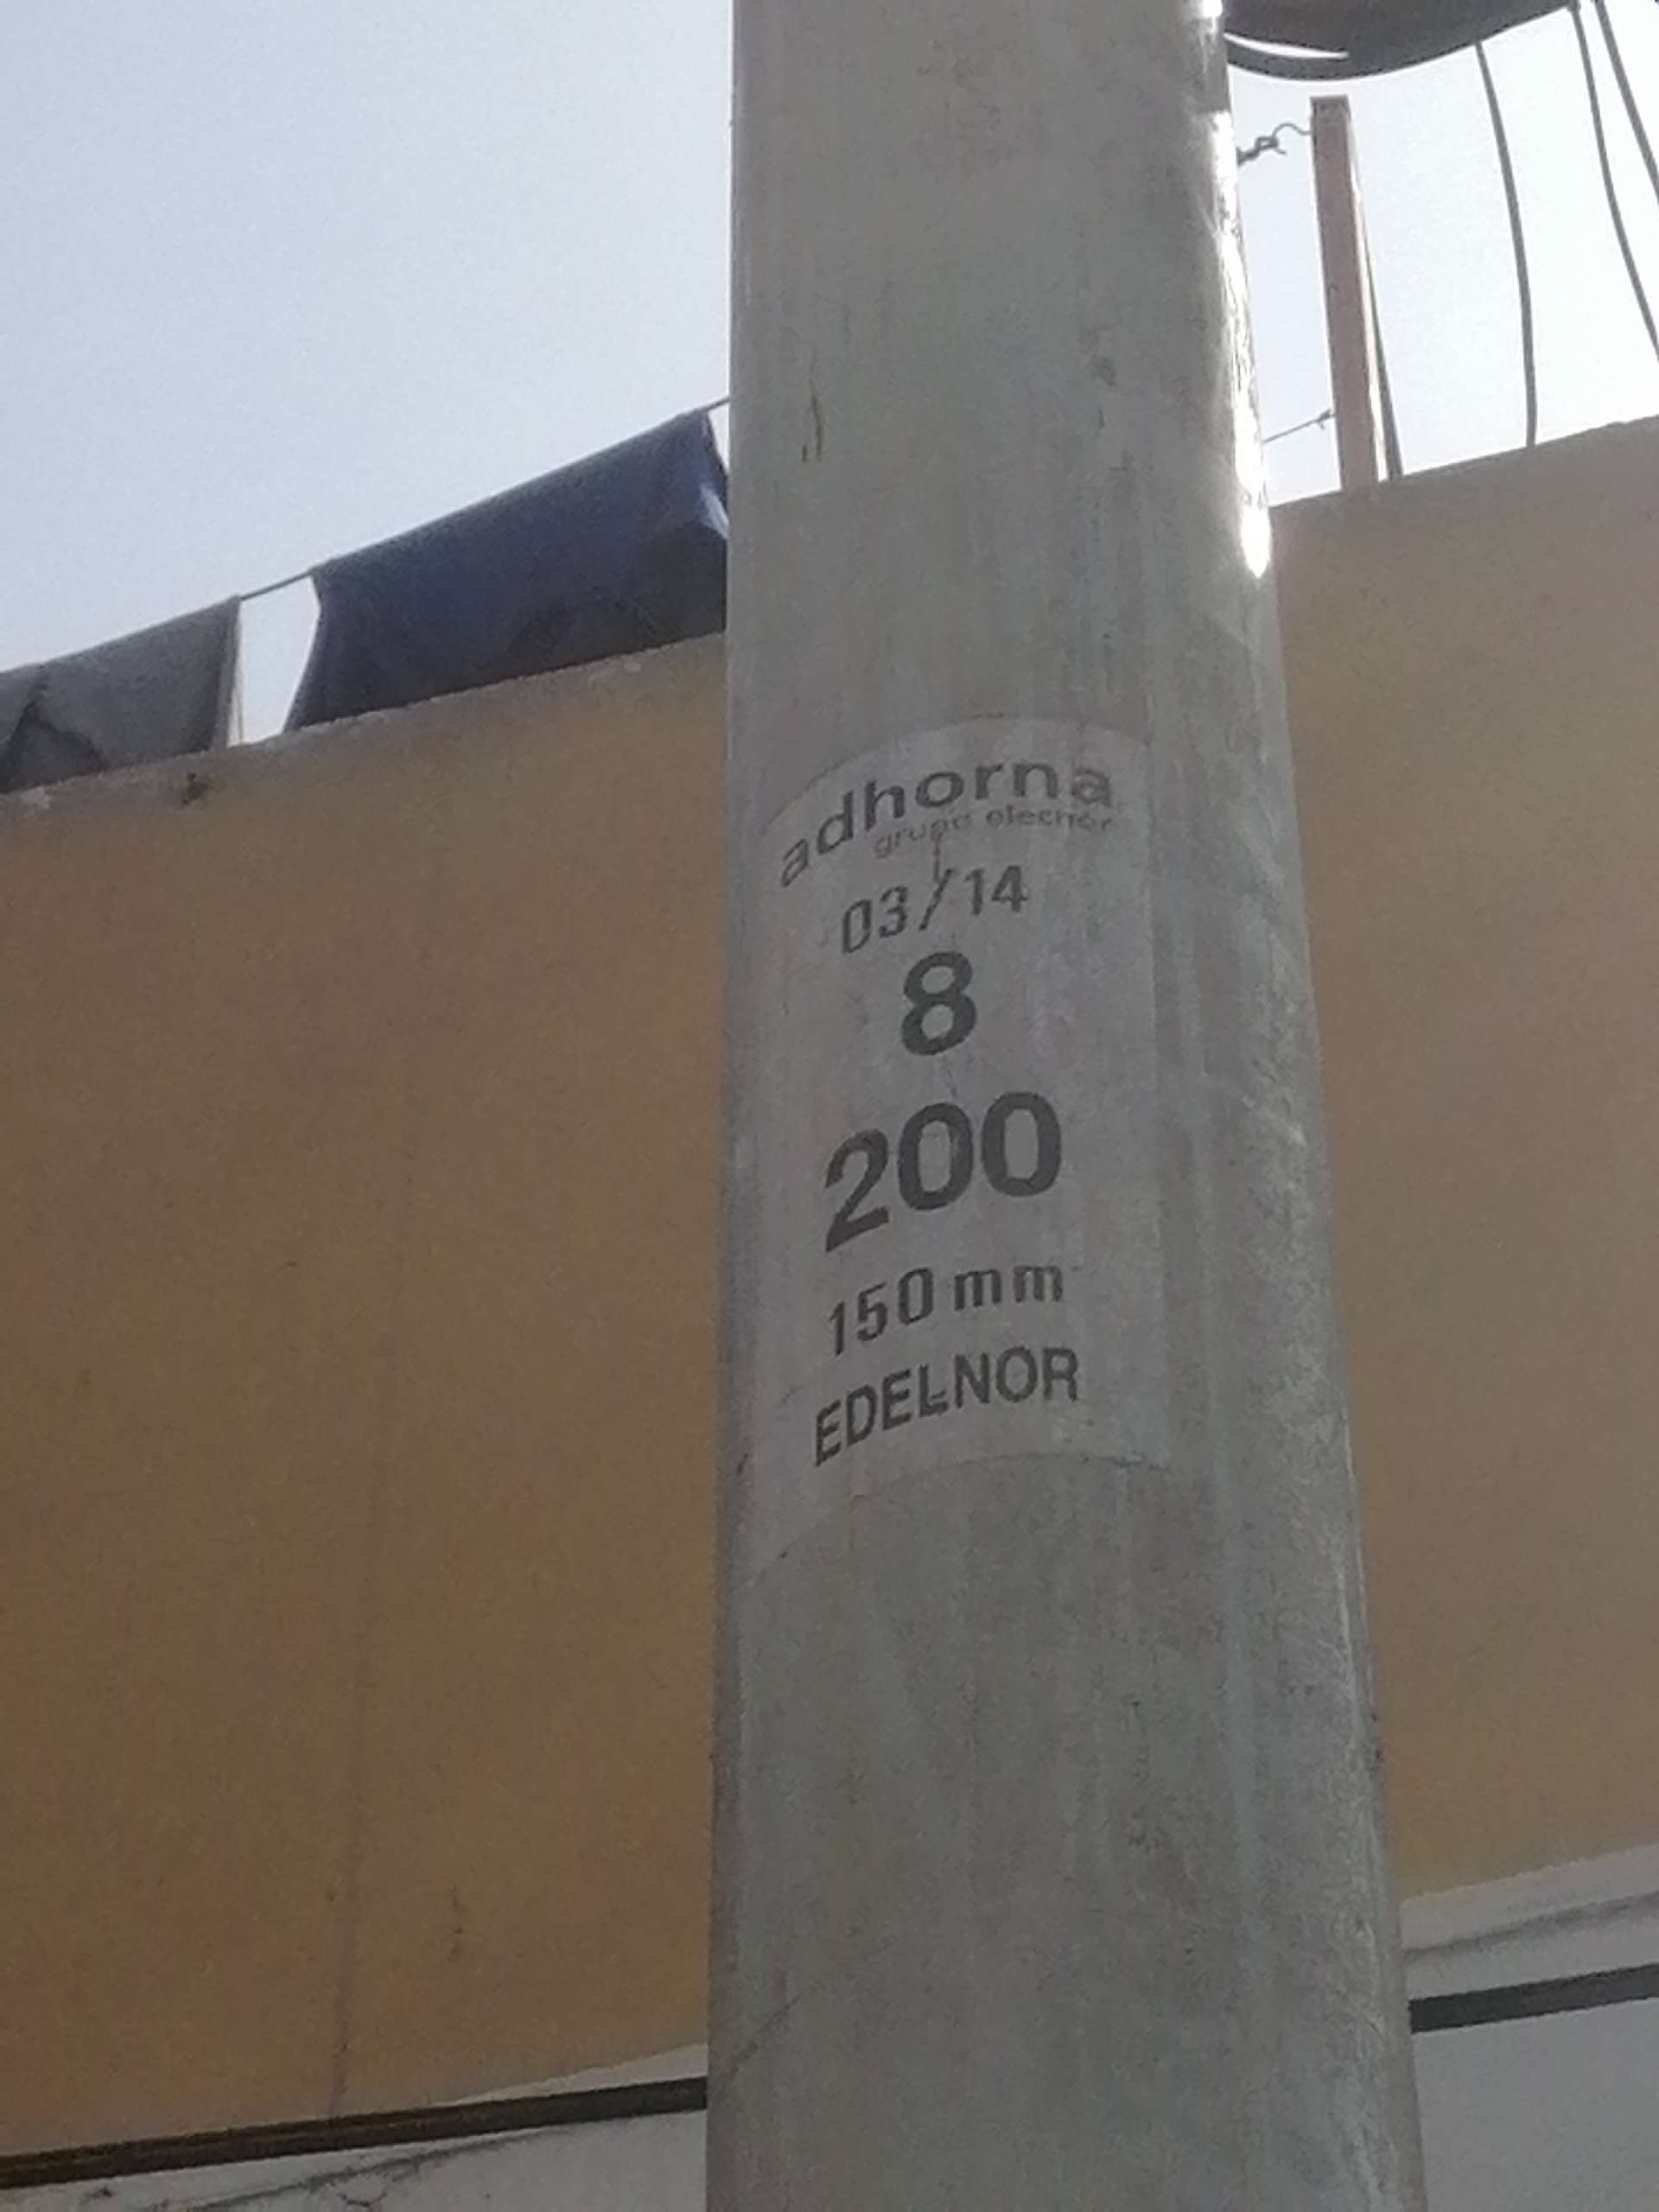 adhorna
grupo elecnor
03/14
8
200
150 mm
EDELNOR